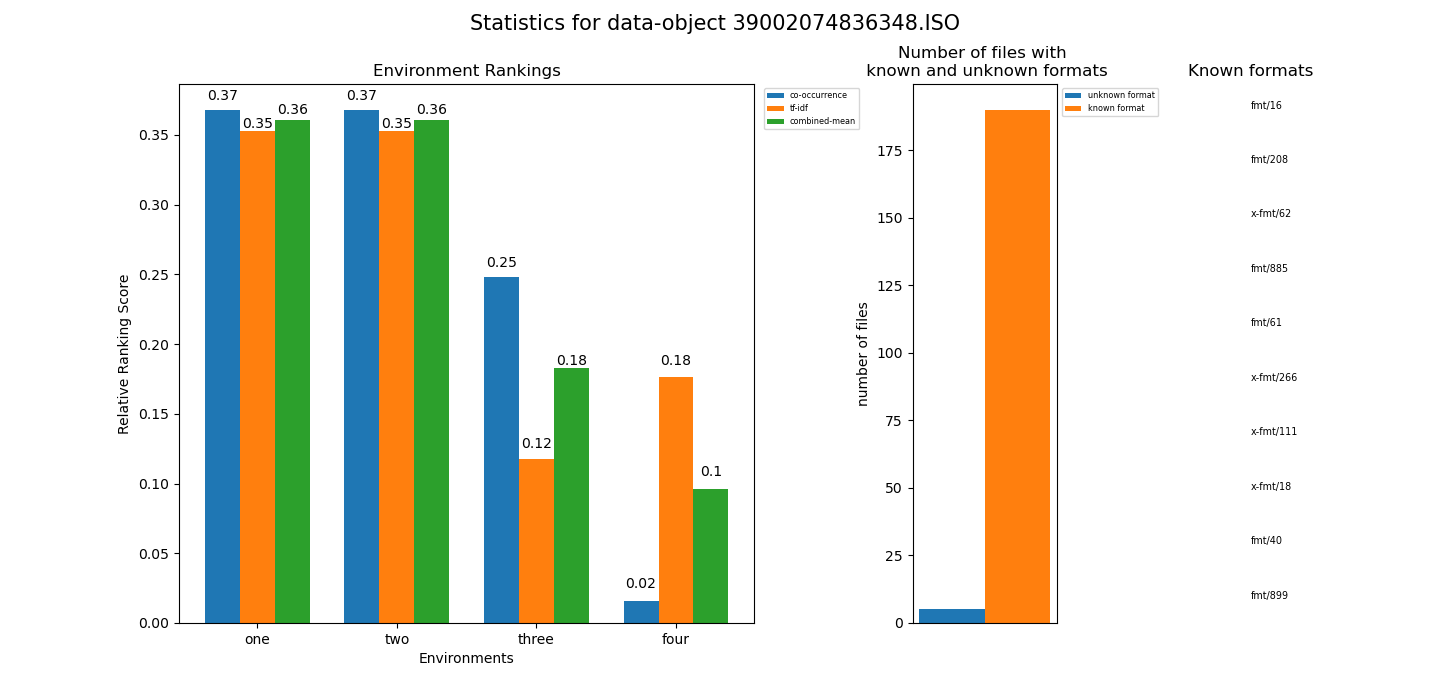 Statistics for data-object 39002074836348.ISO
Environment Rankings
0.37
0.35
0.36
0.37
0.35
0.36
0.25
0.12
0.18
0.02
0.18
0.1
0.35
0.30
0.25
0.20
0.15
0.10
0.05
0.00
Relative Ranking Score
one
two
three
four
Environments
co-occurrence
tf-idf
combined-mean
Number of files with
known and unknown formats
175
150
125
100
75
50
25
0
number of files
unknown format
known format
Known formats
fmt/16
fmt/208
x-fmt/62
fmt/885
fmt/61
x-fmt/266
x-fmt/111
x-fmt/18
fmt/40
fmt/899